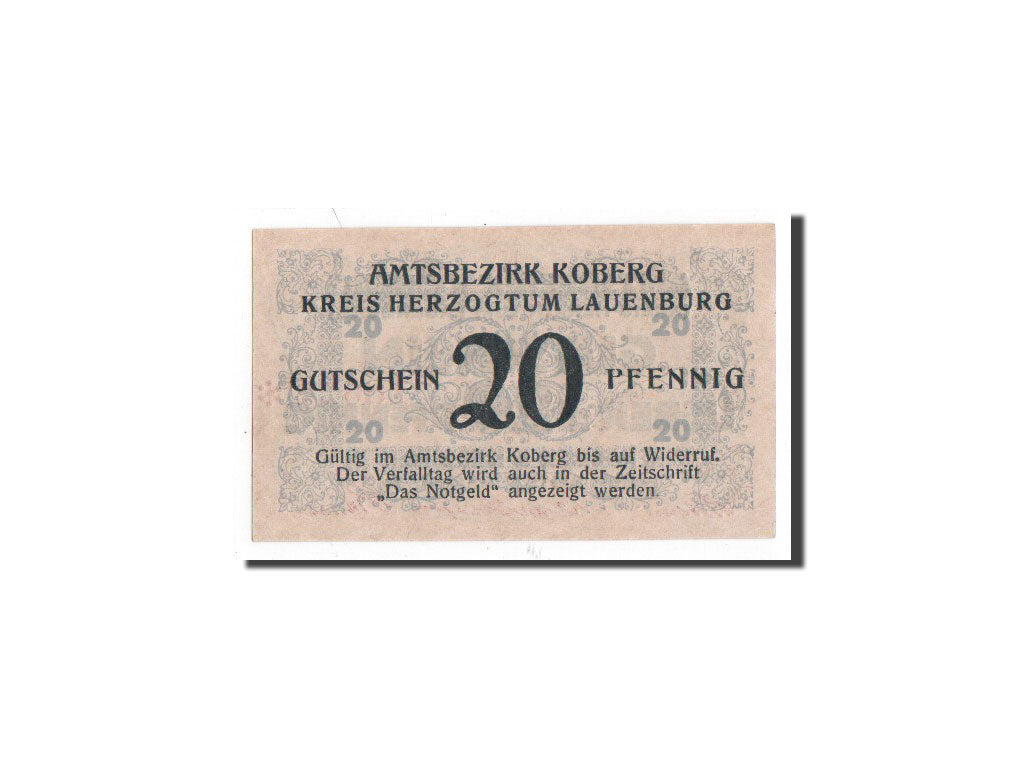 AMTSBEZIRK KOBERG
KREIS HERZOGTUM LAUENBURG
20 20
GUTSCHEIN 20 PFENNIG
20 20
Gültig im Amtsbezirk Koberg bis auf Widerruf.
Der Verfalltag wird auch in der Zeitschrift
„Das Notgeld“ angezeigt werden.